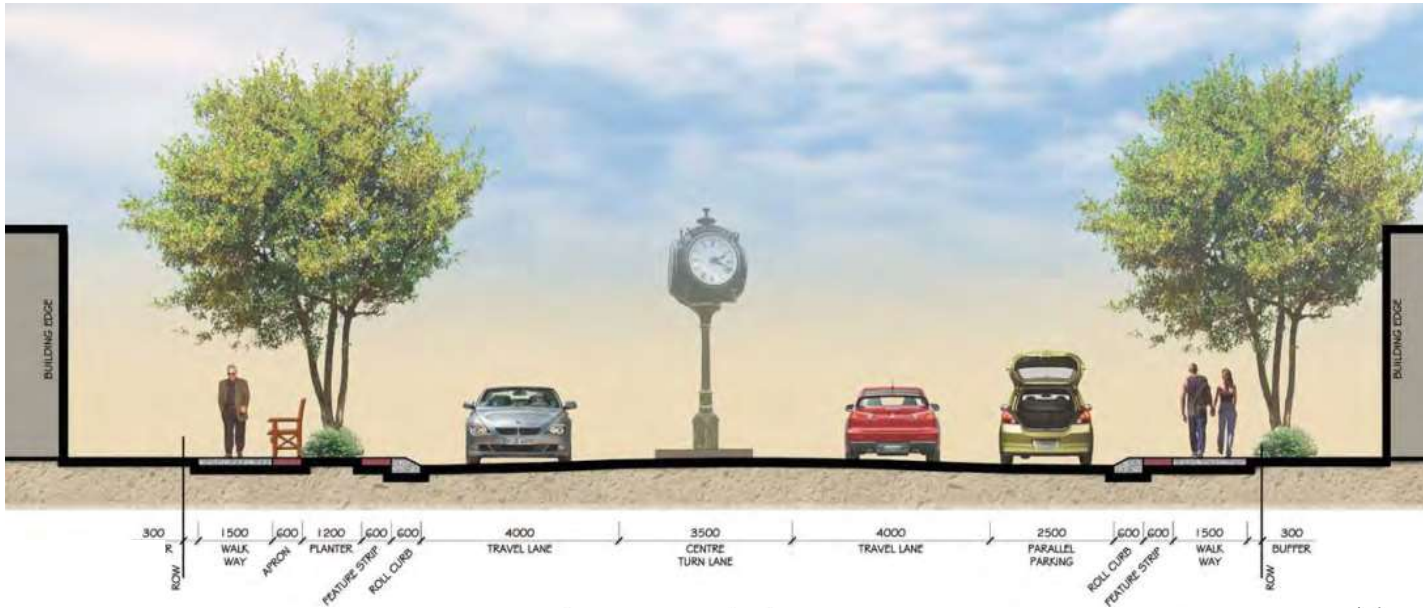 BUILDING EDGE
BUILDING EDGE
300 1500 600 1200 600 600 4000 3500 4000 2500 600 600 1500 300
R WALK WAY APRON PLANTER FEATURE STRIP ROLL CURB TRAVEL LANE CENTRE TURN LANE TRAVEL LANE PARALLEL PARKING ROLL CURB FEATURE STRIP WALK WAY BUFFER
ROW ROW